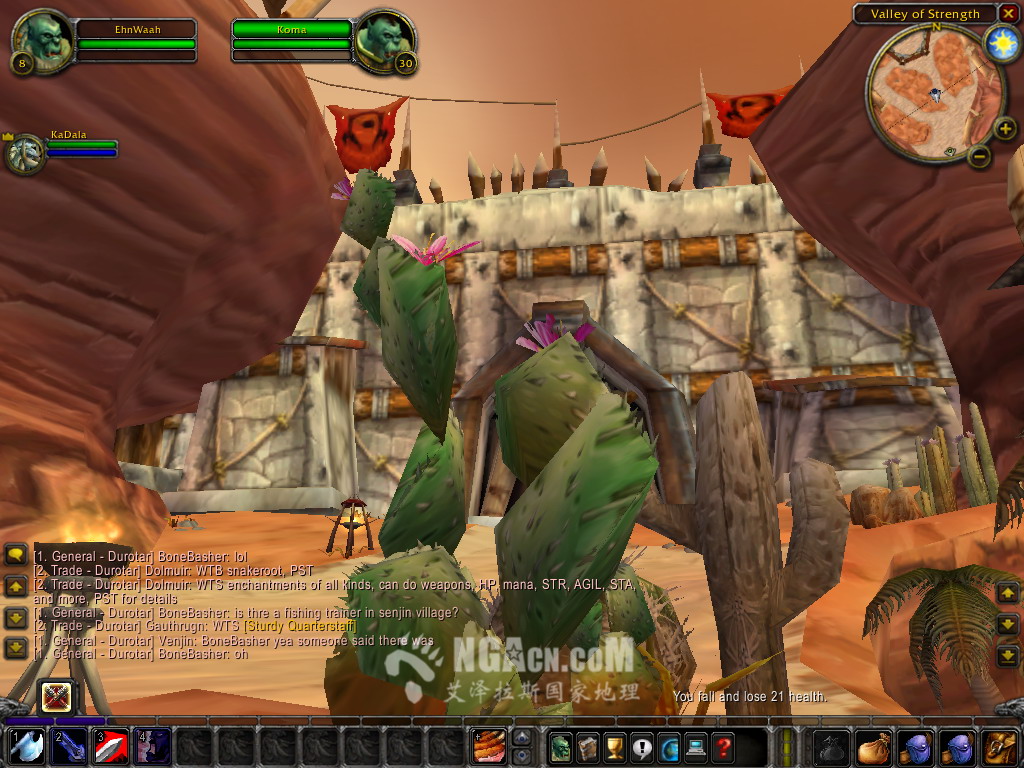 EhnWaah
8
Koma
30
Valley of Strength
N
KaDala
[1. General - Durotar] BoneBasher: lol
[2. Trade - Durotar] Dolmuir: WTB snakeroot, PST
[2. Trade - Durotar] Dolmuir: WTS enchantments of all kinds, can do weapons, HP, mana, STR, AGIL, STA,
and more, PST for details
[1. General - Durotar] BoneBasher: is thre a fishing trainer in senjin village?
[2. Trade - Durotar] Gauthrugn: WTS [Sturdy Quarterstaff]
[1. General - Durotar] Venijn: BoneBasher yea someone said there was
[1. General - Durotar] BoneBasher: oh
NGACN.COM
艾泽拉斯国家地理
You fall and lose 21 health.
1 2 3 4